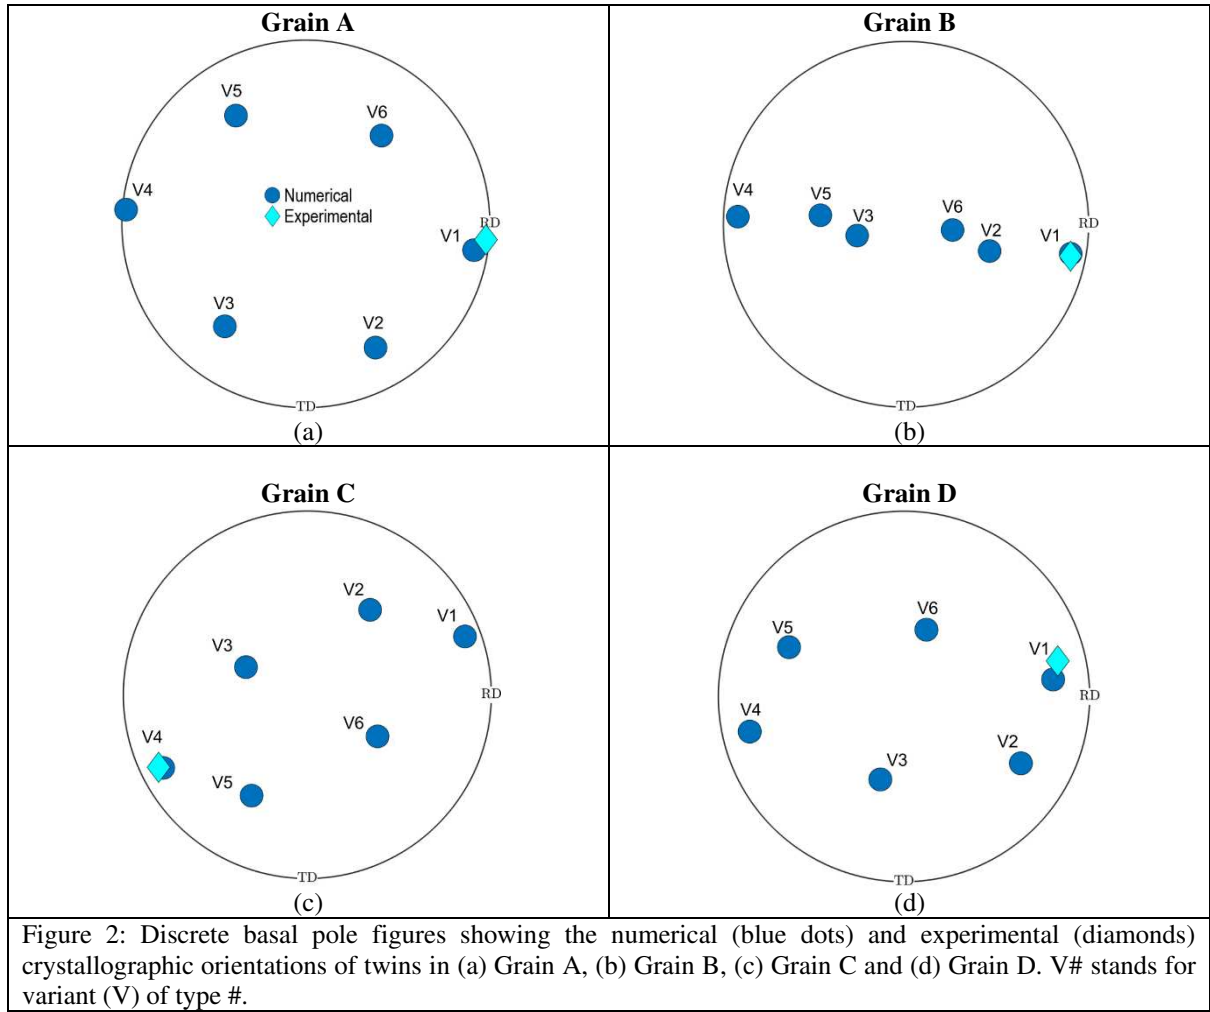 Grain A
V5
V6
V4
Numerical
Experimental
RD
V1
V3
V2
TD
(a)
Grain B
V4
V5
V3
V6
V2
V1
RD
TD
(b)
Grain C
V2
V1
V3
RD
V6
V4
V5
TD
(c)
Grain D
V6
V5
V1
RD
V4
V2
V3
TD
(d)
Figure 2: Discrete basal pole figures showing the numerical (blue dots) and experimental (diamonds)
crystallographic orientations of twins in (a) Grain A, (b) Grain B, (c) Grain C and (d) Grain D. V# stands for
variant (V) of type #.